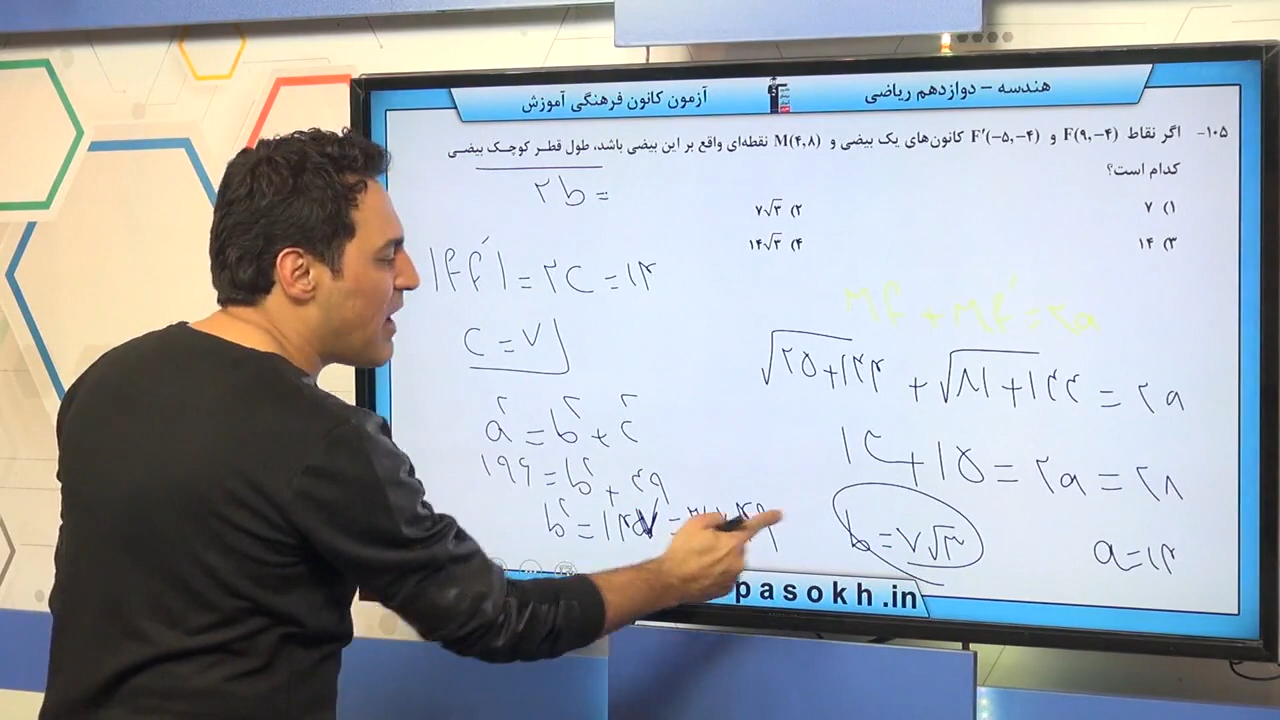 هندسه – دوازدهم ریاضی
آزمون کانون فرهنگی آموزش
۱۰۵- اگر نقاط F(۹,−۴) و F′(−۵,−۴) کانون‌های یک بیضی و M(۴,۸) نقطه‌ای واقع بر این بیضی باشد، طول قطر کوچک بیضی
کدام است؟
۱) ۷
۲) ۷√۳
۳) ۱۴
۴) ۱۴√۳
۲b =
|FF′| = ۲c = ۱۴
c = ۷
a² = b² + c²
۱۹۶ = b² + ۴۹
MF + MF′ = ۲a
√۲۵+۱۴۴ + √۸۱+۱۴۴ = ۲a
۱۳ + ۱۵ = ۲a = ۲۸
a = ۱۴
b = ۷√۳
pasokh.in